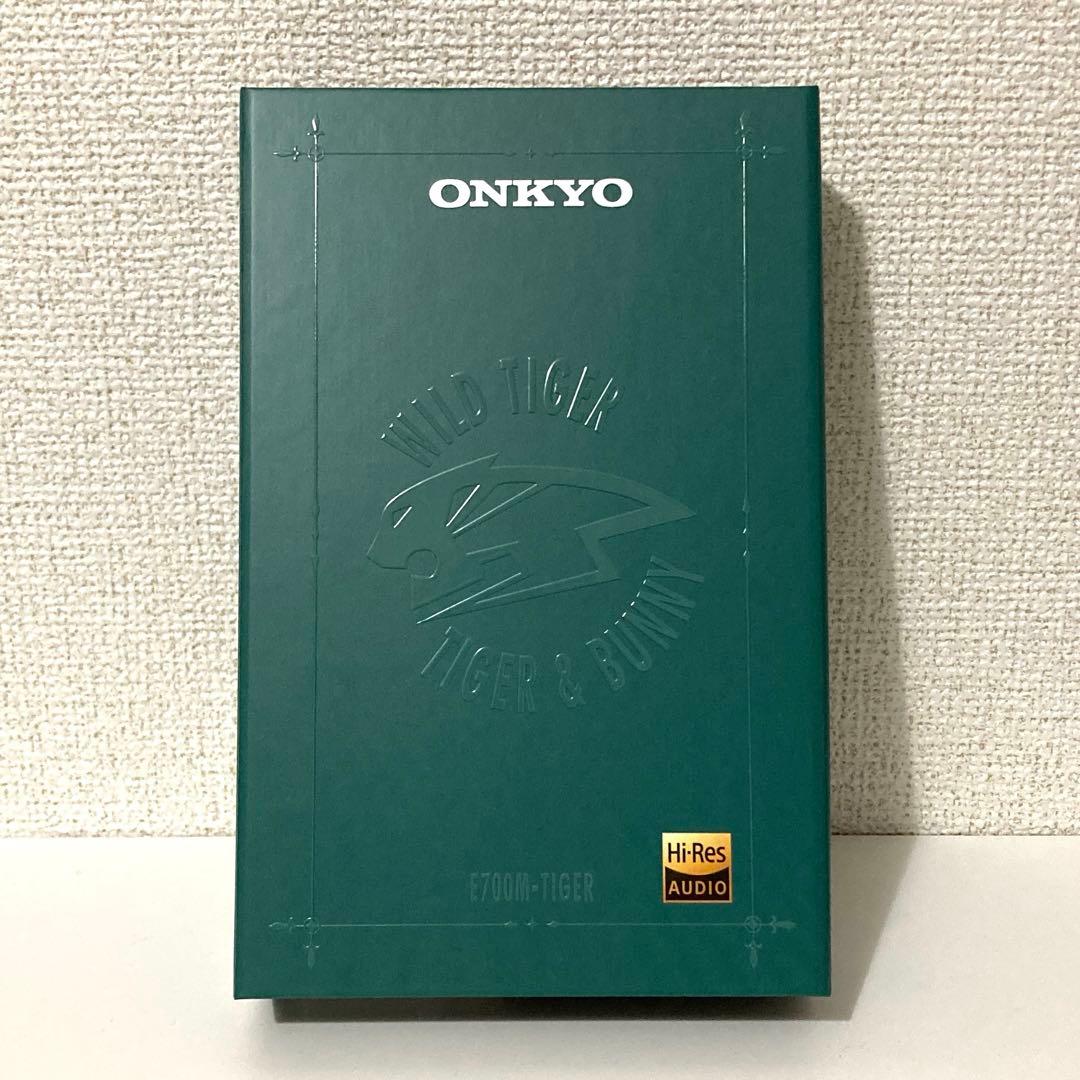 ONKYO
WILD TIGER
TIGER & BUNNY
E700M-TIGER
Hi-Res
AUDIO